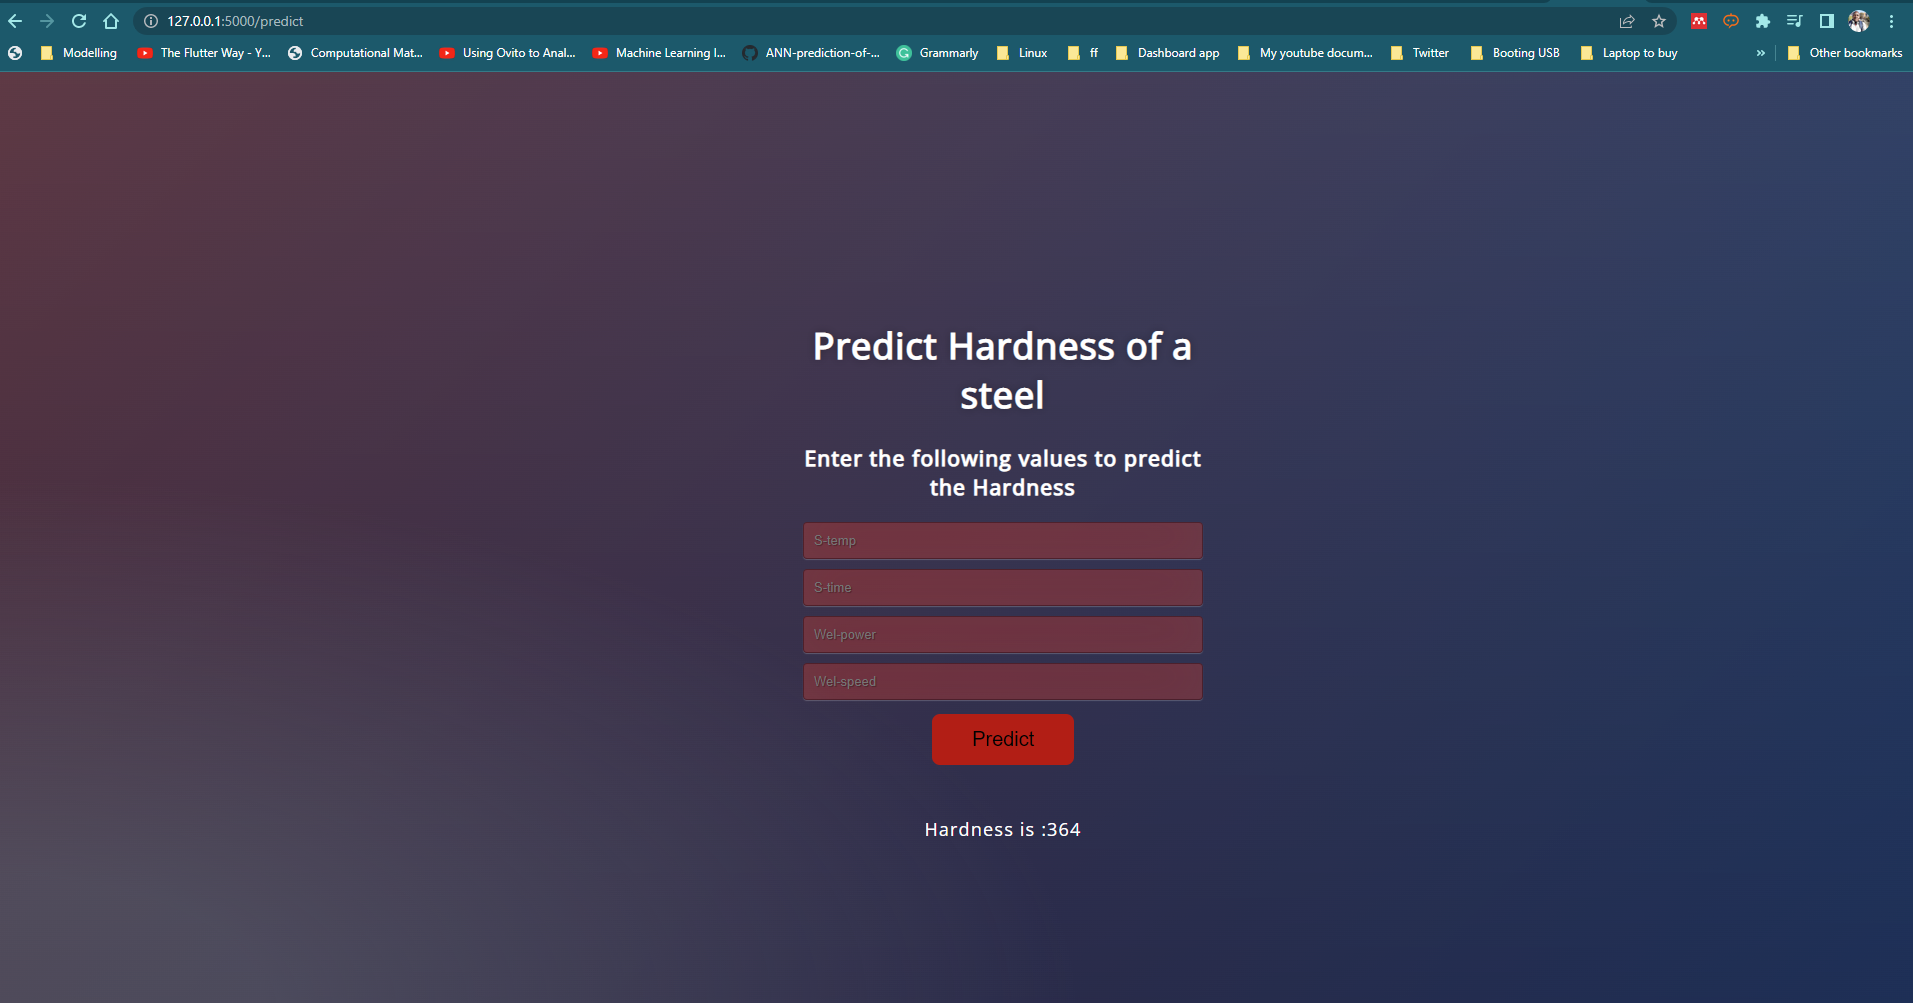 127.0.0.1:5000/predict
Modelling The Flutter Way - Y... Computational Mat... Using Ovito to Anal... Machine Learning I... ANN-prediction-of-... Grammarly Linux ff Dashboard app My youtube docum... Twitter Booting USB Laptop to buy » Other bookmarks
Predict Hardness of a
steel
Enter the following values to predict
the Hardness
S-temp
S-time
Wel-power
Wel-speed
Predict
Hardness is :364